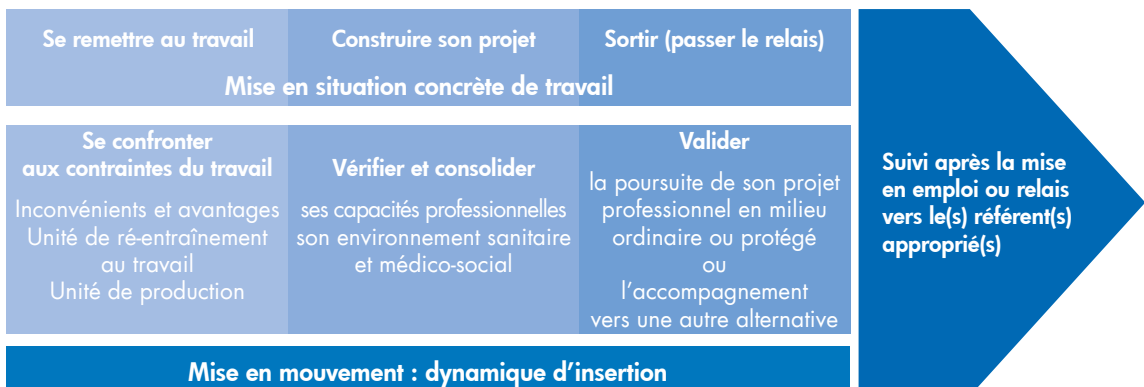 Se remettre au travail
Construire son projet
Sortir (passer le relais)
Mise en situation concrète de travail
Se confronter
aux contraintes du travail
Inconvénients et avantages
Unité de ré-entraînement
au travail
Unité de production
Vérifier et consolider
ses capacités professionnelles
son environnement sanitaire
et médico-social
Valider
la poursuite de son projet
professionnel en milieu
ordinaire ou protégé
ou
l'accompagnement
vers une autre alternative
Suivi après la mise
en emploi ou relais
vers le(s) référent(s)
approprié(s)
Mise en mouvement : dynamique d'insertion